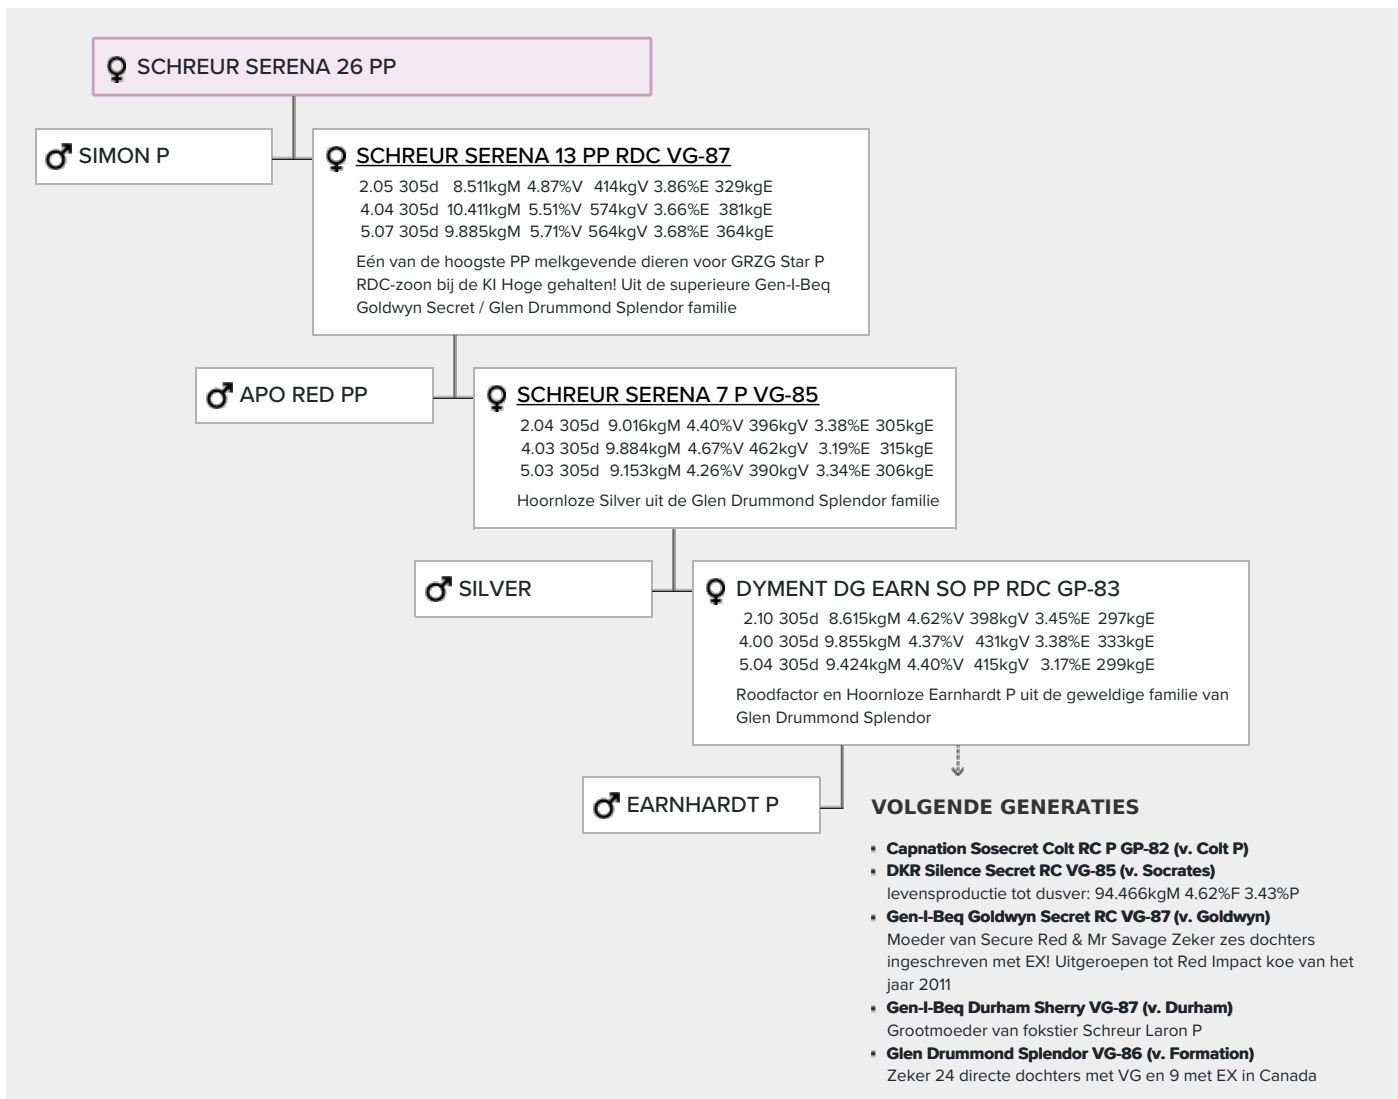 SCHREUR SERENA 26 PP
SIMON P
SCHREUR SERENA 13 PP RDC VG-87
2.05 305d 8.511kgM 4.87%V 414kgV 3.86%E 329kgE
4.04 305d 10.411kgM 5.51%V 574kgV 3.66%E 381kgE
5.07 305d 9.885kgM 5.71%V 564kgV 3.68%E 364kgE
Eén van de hoogste PP melkgevende dieren voor GRZG Star P
RDC-zoon bij de KI Hoge gehalten! Uit de superieure Gen-I-Beq
Goldwyn Secret / Glen Drummond Splendor familie
APO RED PP
SCHREUR SERENA 7 P VG-85
2.04 305d 9.016kgM 4.40%V 396kgV 3.38%E 305kgE
4.03 305d 9.884kgM 4.67%V 462kgV 3.19%E 315kgE
5.03 305d 9.153kgM 4.26%V 390kgV 3.34%E 306kgE
Hoornloze Silver uit de Glen Drummond Splendor familie
SILVER
DYMENT DG EARN SO PP RDC GP-83
2.10 305d 8.615kgM 4.62%V 398kgV 3.45%E 297kgE
4.00 305d 9.855kgM 4.37%V 431kgV 3.38%E 333kgE
5.04 305d 9.424kgM 4.40%V 415kgV 3.17%E 299kgE
Roodfactor en Hoornloze Earnhardt P uit de geweldige familie van
Glen Drummond Splendor
EARNHARDT P
VOLGENDE GENERATIES
Capnation Sosecret Colt RC P GP-82 (v. Colt P)
DKR Silence Secret RC VG-85 (v. Socrates)
levensproductie tot dusver: 94.466kgM 4.62%F 3.43%P
Gen-I-Beq Goldwyn Secret RC VG-87 (v. Goldwyn)
Moeder van Secure Red & Mr Savage Zeker zes dochters
ingeschreven met EX! Uitgeroepen tot Red Impact koe van het
jaar 2011
Gen-I-Beq Durham Sherry VG-87 (v. Durham)
Grootmoeder van fokstier Schreur Laron P
Glen Drummond Splendor VG-86 (v. Formation)
Zeker 24 directe dochters met VG en 9 met EX in Canada